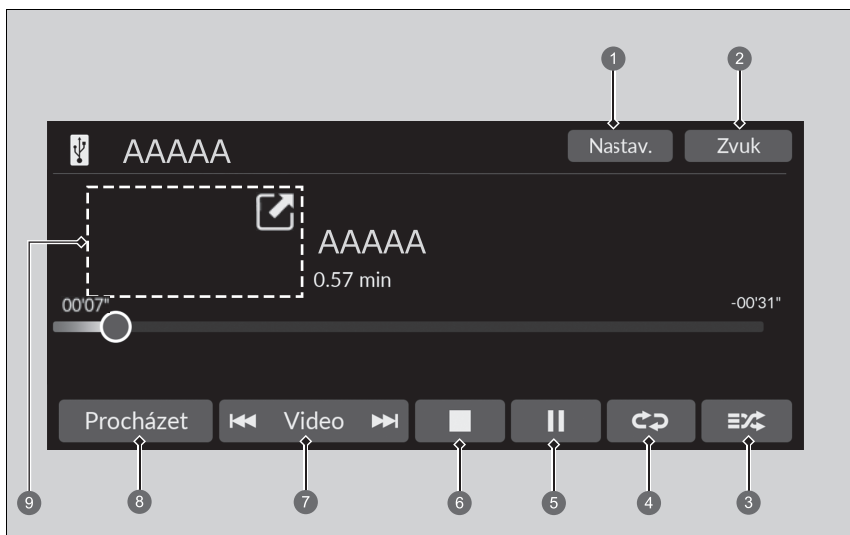 1 2
AAAAA Nastav. Zvuk
AAAAA
9
0.57 min
00'07" -00'31"
Procházet Video
9 8 7 6 5 4 3